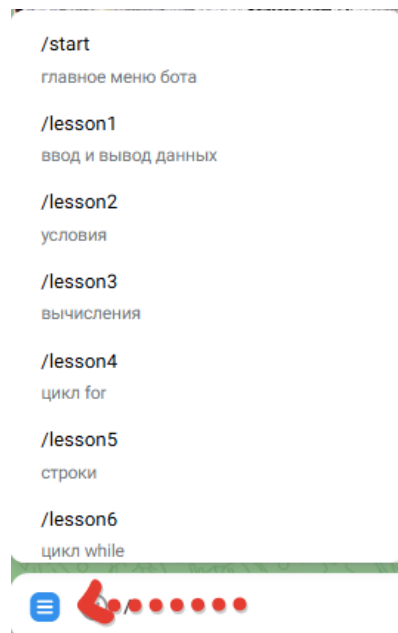 /start
главное меню бота
/lesson1
ввод и вывод данных
/lesson2
условия
/lesson3
вычисления
/lesson4
цикл for
/lesson5
строки
/lesson6
цикл while